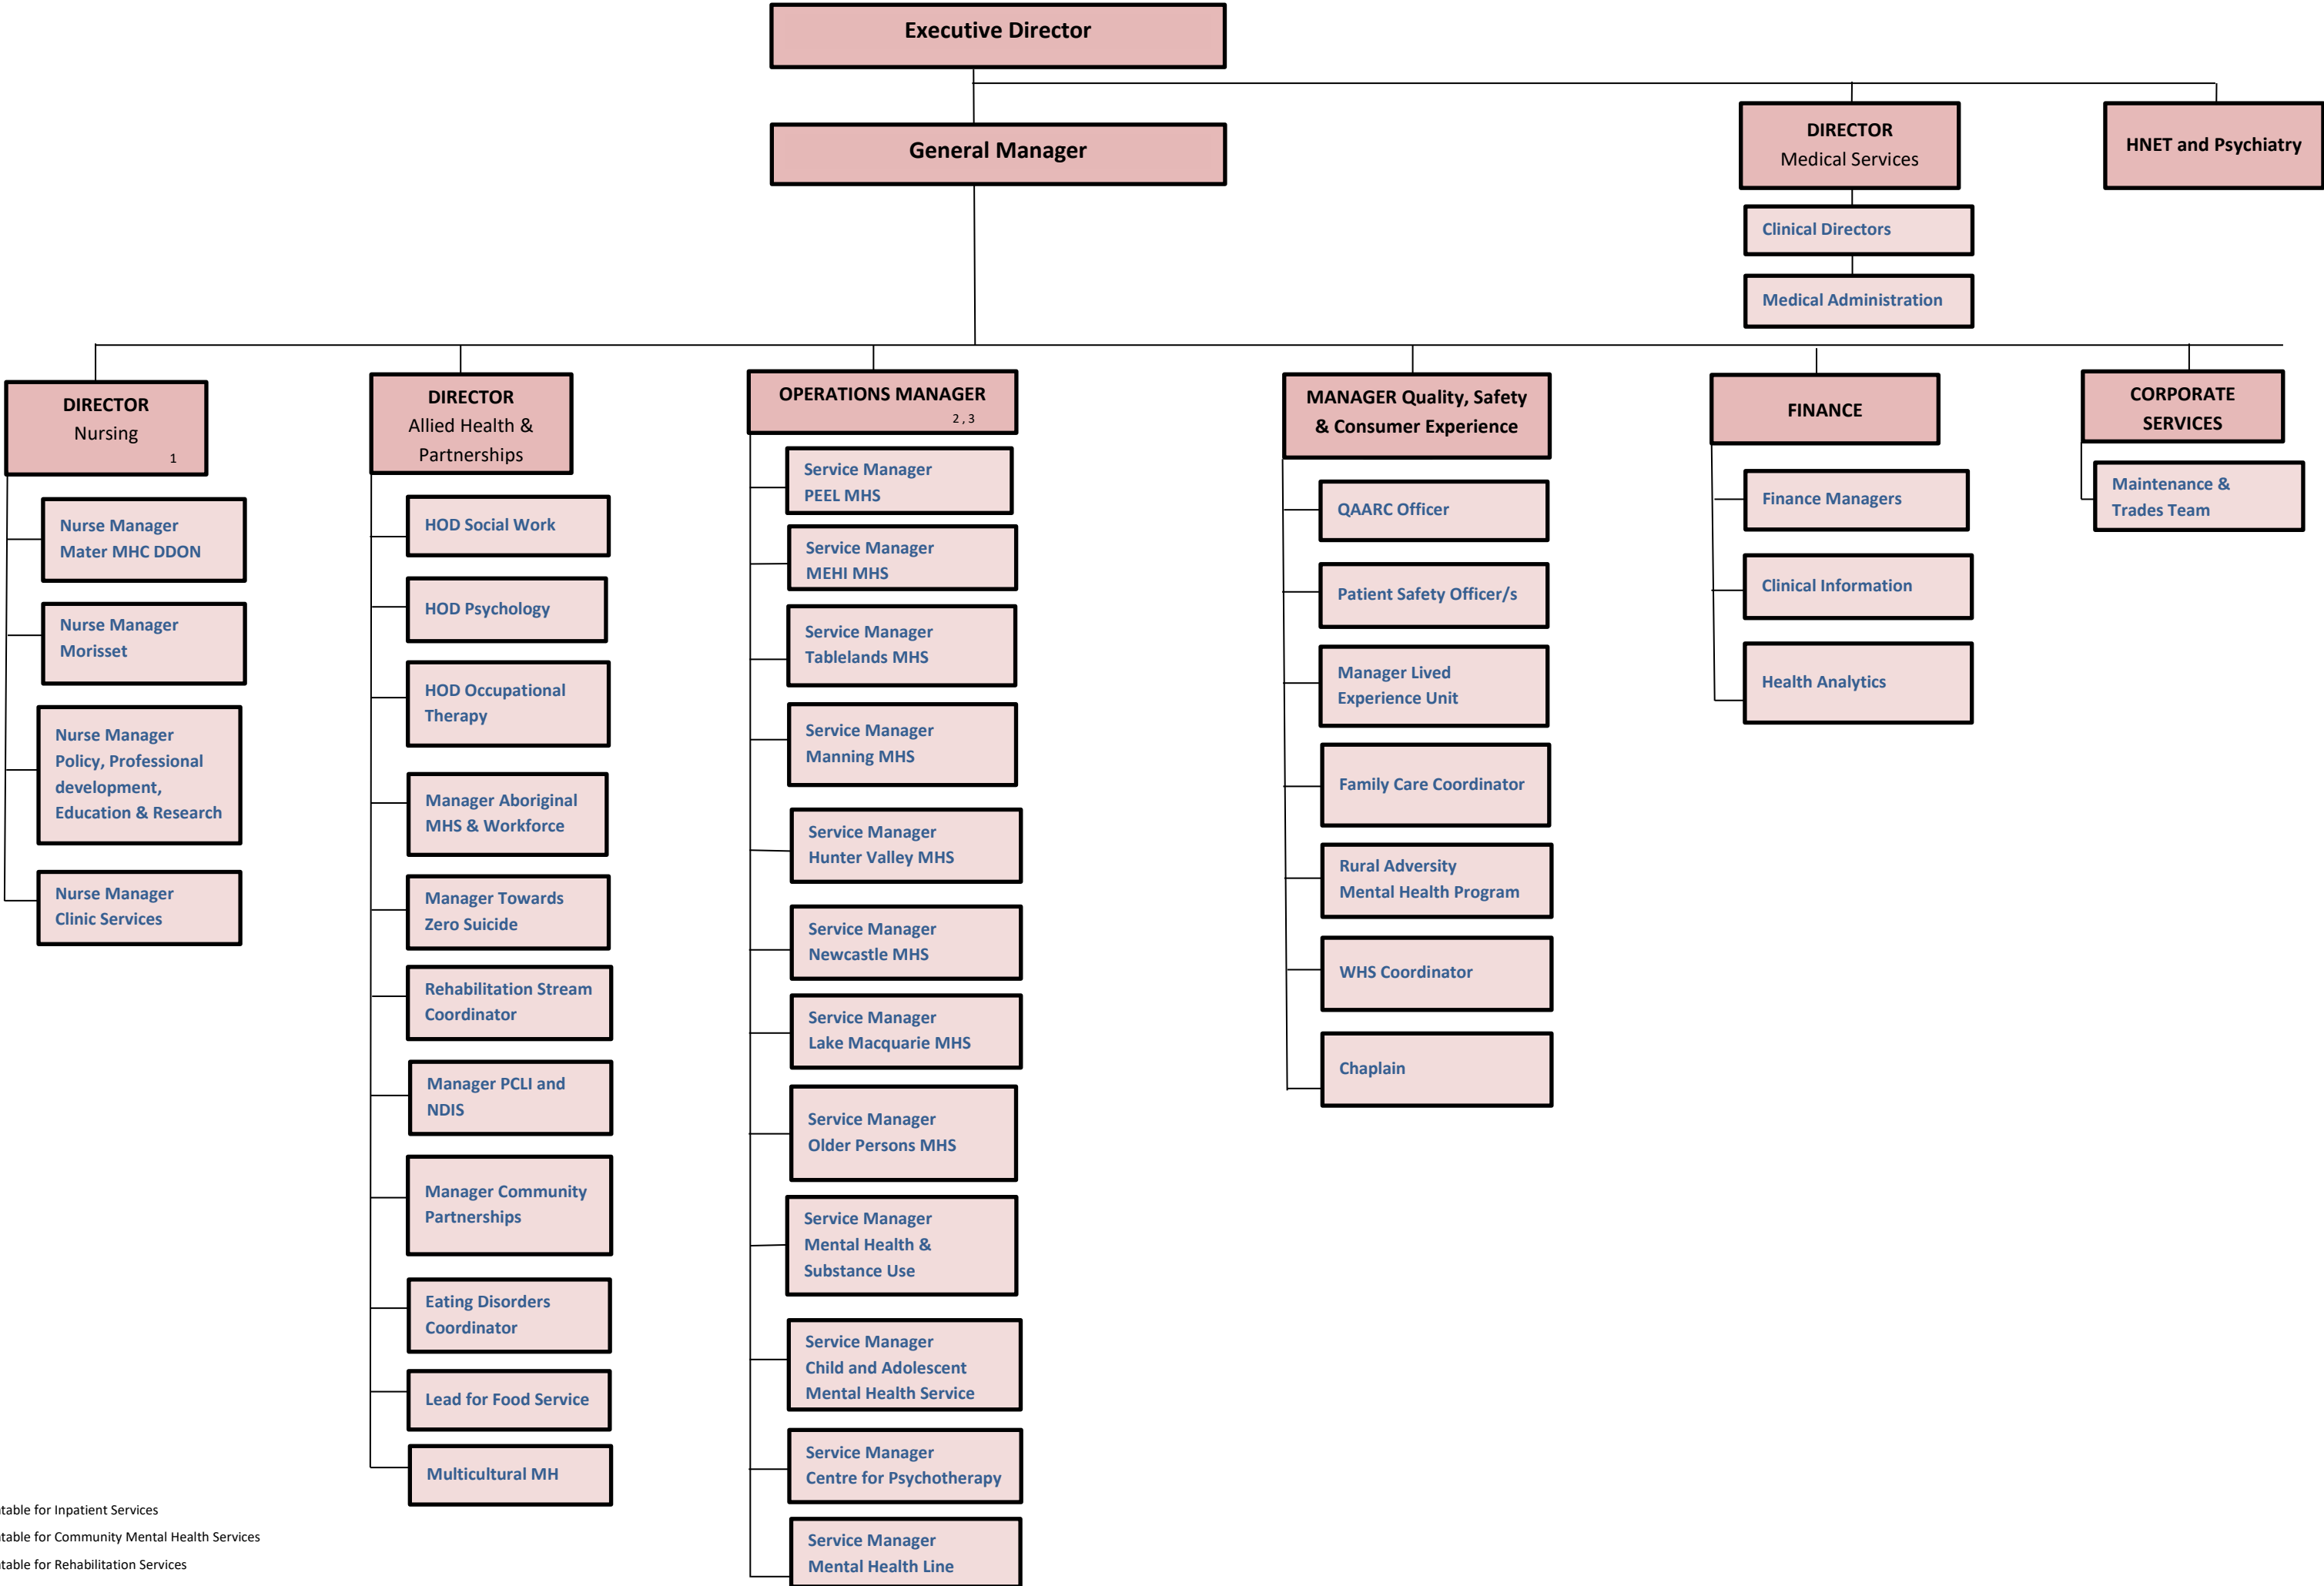 Executive Director
General Manager
DIRECTOR
Medical Services
HNET and Psychiatry
Clinical Directors
Medical Administration
DIRECTOR
Nursing
1
Nurse Manager
Mater MHC DDON
Nurse Manager
Morisset
Nurse Manager
Policy, Professional
development,
Education & Research
Nurse Manager
Clinic Services
DIRECTOR
Allied Health &
Partnerships
HOD Social Work
HOD Psychology
HOD Occupational
Therapy
Manager Aboriginal
MHS & Workforce
Manager Towards
Zero Suicide
Rehabilitation Stream
Coordinator
Manager PCLI and
NDIS
Manager Community
Partnerships
Eating Disorders
Coordinator
Lead for Food Service
Multicultural MH
OPERATIONS MANAGER
2 , 3
Service Manager
PEEL MHS
Service Manager
MEHI MHS
Service Manager
Tablelands MHS
Service Manager
Manning MHS
Service Manager
Hunter Valley MHS
Service Manager
Newcastle MHS
Service Manager
Lake Macquarie MHS
Service Manager
Older Persons MHS
Service Manager
Mental Health &
Substance Use
Service Manager
Child and Adolescent
Mental Health Service
Service Manager
Centre for Psychotherapy
Service Manager
Mental Health Line
MANAGER Quality, Safety
& Consumer Experience
QAARC Officer
Patient Safety Officer/s
Manager Lived
Experience Unit
Family Care Coordinator
Rural Adversity
Mental Health Program
WHS Coordinator
Chaplain
FINANCE
Finance Managers
Clinical Information
Health Analytics
CORPORATE
SERVICES
Maintenance &
Trades Team
for Inpatient Services
for Community Mental Health Services
for Rehabilitation Services